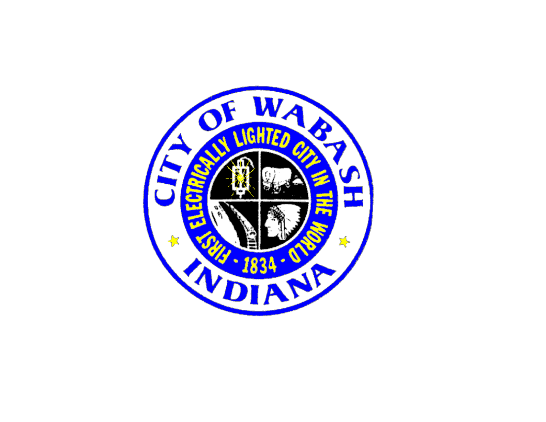 CITY OF WABASH
FIRST ELECTRICALLY LIGHTED CITY IN THE WORLD
- 1834 -
INDIANA